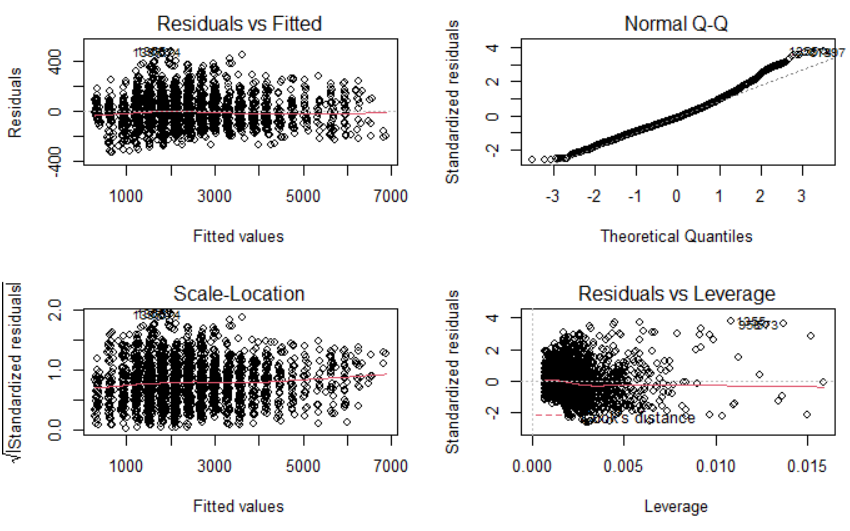 Residuals vs Fitted
Residuals
400
0
-400
1000
3000
5000
7000
Fitted values
Normal Q-Q
Standardized residuals
4
2
0
-2
-3
-2
-1
0
1
2
3
Theoretical Quantiles
Scale-Location
√|Standardized residuals|
2.0
1.0
0.0
1000
3000
5000
7000
Fitted values
Residuals vs Leverage
Standardized residuals
4
2
0
-2
Cook's distance
0.000
0.005
0.010
0.015
Leverage